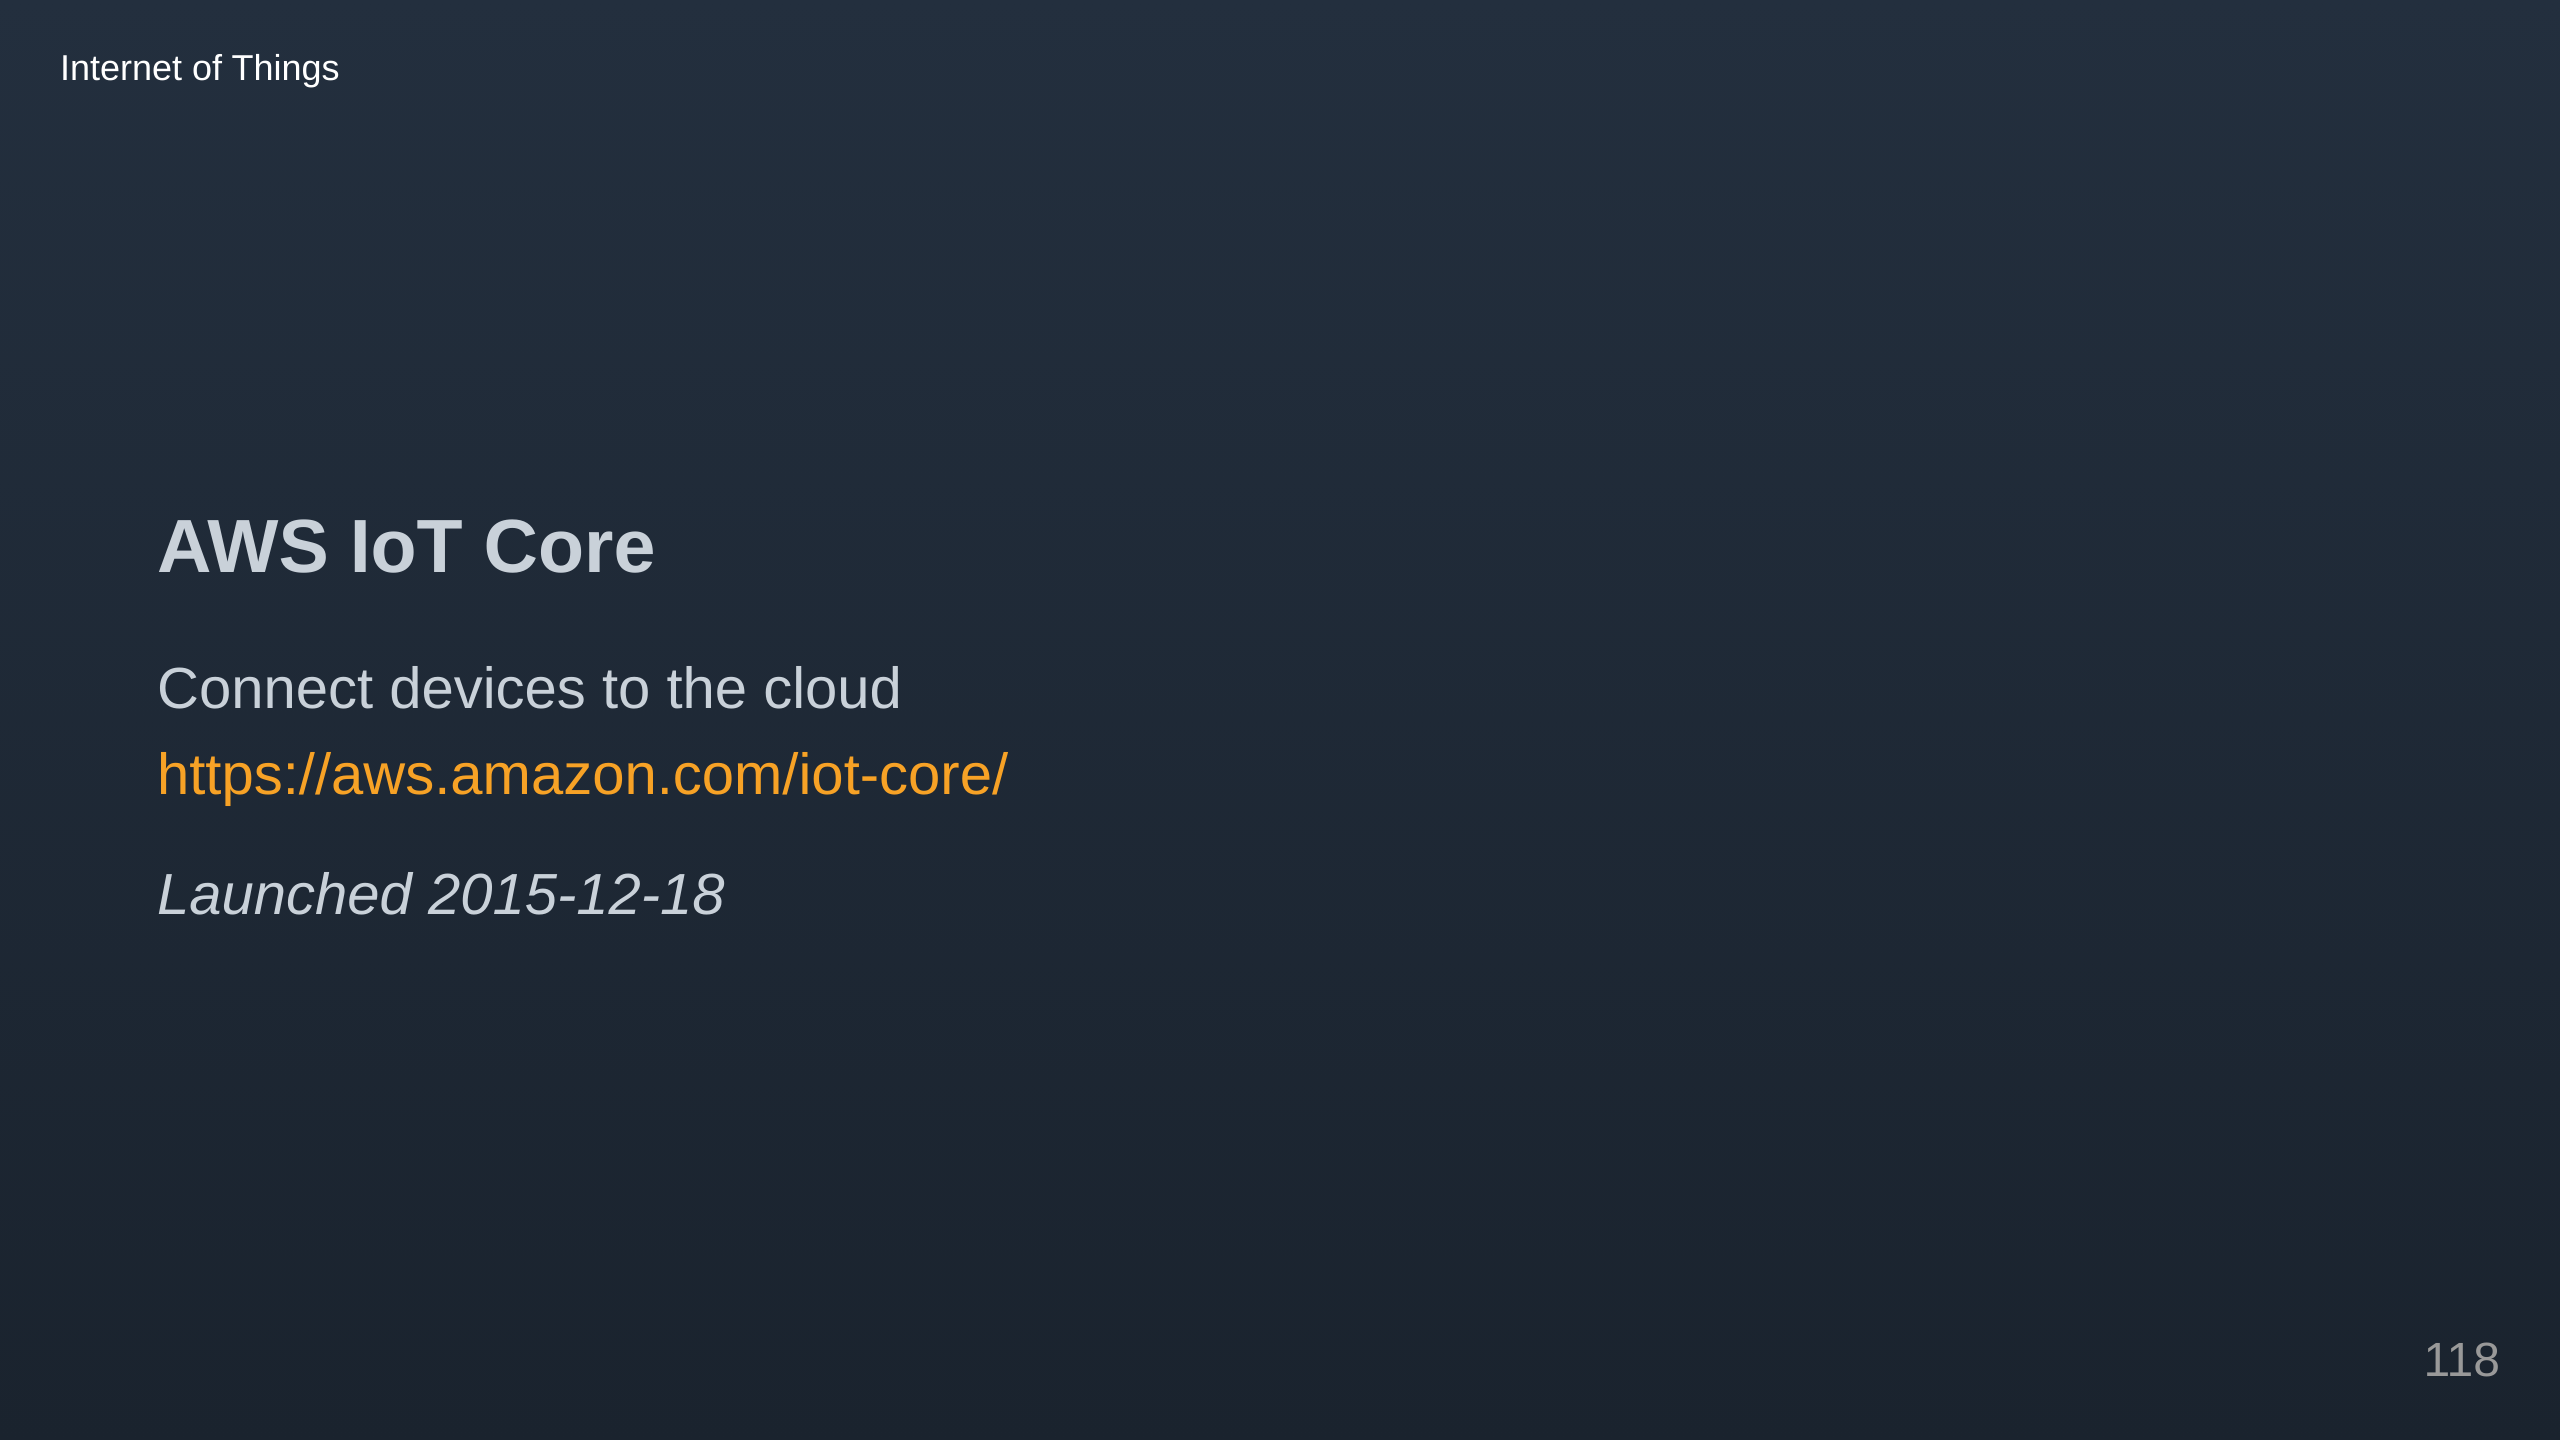 Internet of Things
AWS IoT Core
Connect devices to the cloud
https://aws.amazon.com/iot-core/
Launched 2015-12-18
118